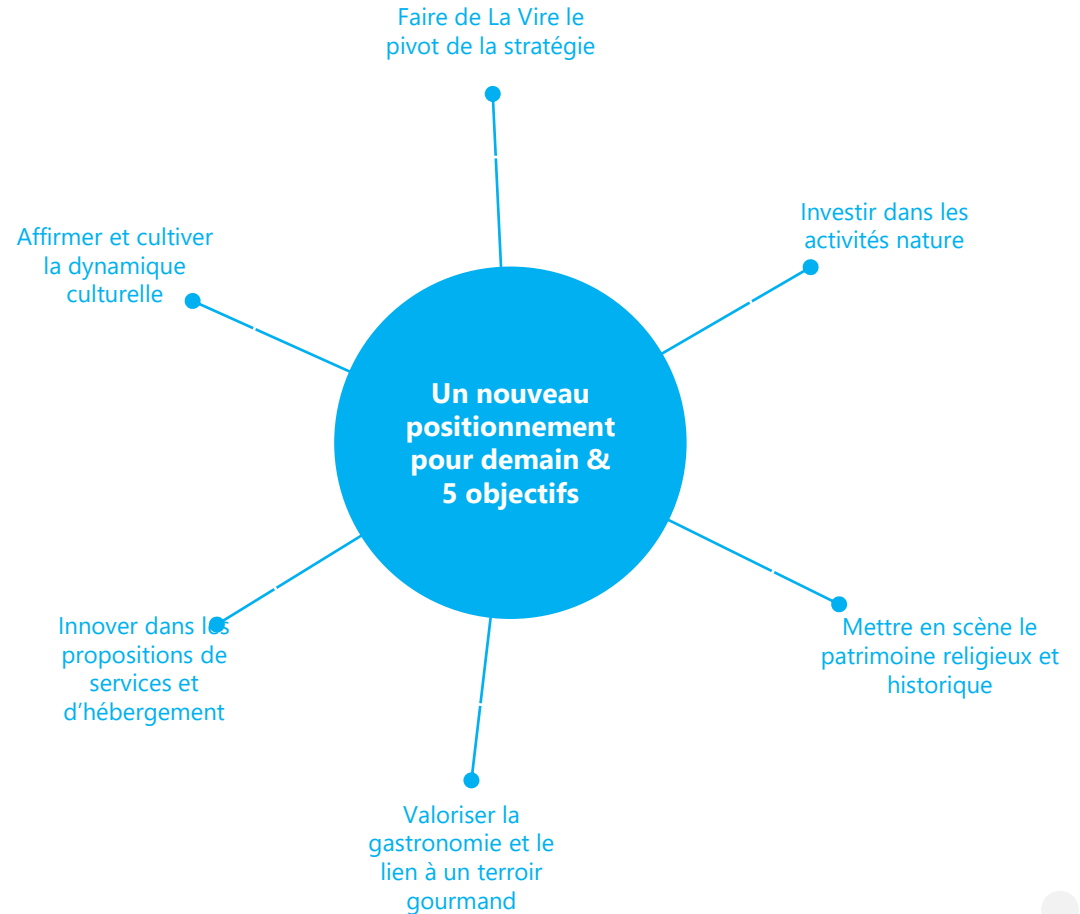 Faire de La Vire le
pivot de la stratégie
Investir dans les
activités nature
Affirmer et cultiver
la dynamique
culturelle
Un nouveau
positionnement
pour demain &
5 objectifs
Innover dans les
propositions de
services et
d’hébergement
Mettre en scène le
patrimoine religieux et
historique
Valoriser la
gastronomie et le
lien à un terroir
gourmand